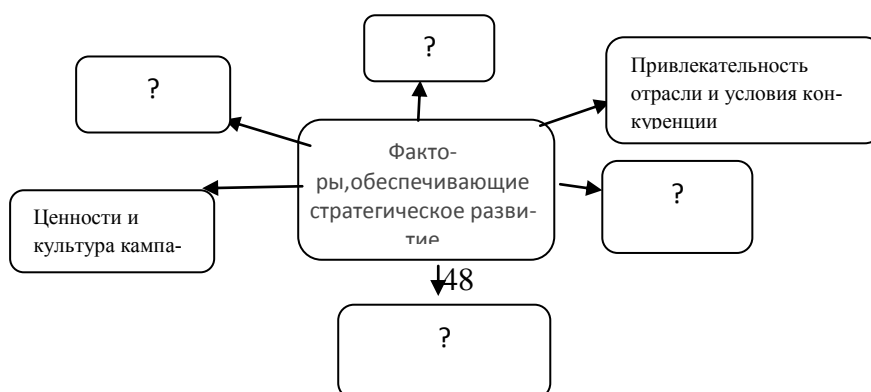 ?
?
Привлекательность
отрасли и условия кон-
куренции
Факто-
ры,обеспечивающие
стратегическое разви-
тие
?
Ценности и
культура кампа-
48
?